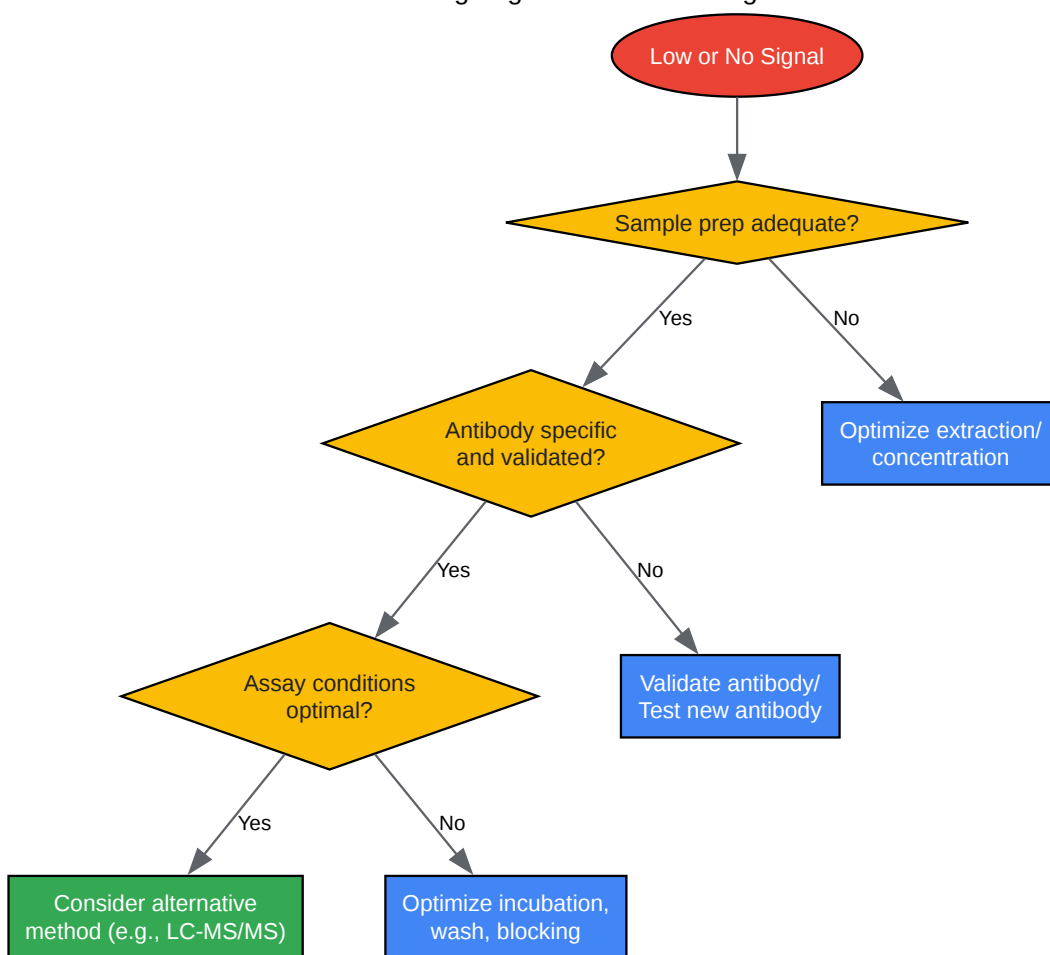 Low or No Signal
Sample prep adequate?
Yes
No
Antibody specific
and validated?
Optimize extraction/
concentration
Yes
No
Assay conditions
optimal?
Validate antibody/
Test new antibody
Yes
No
Consider alternative
method (e.g., LC-MS/MS)
Optimize incubation,
wash, blocking